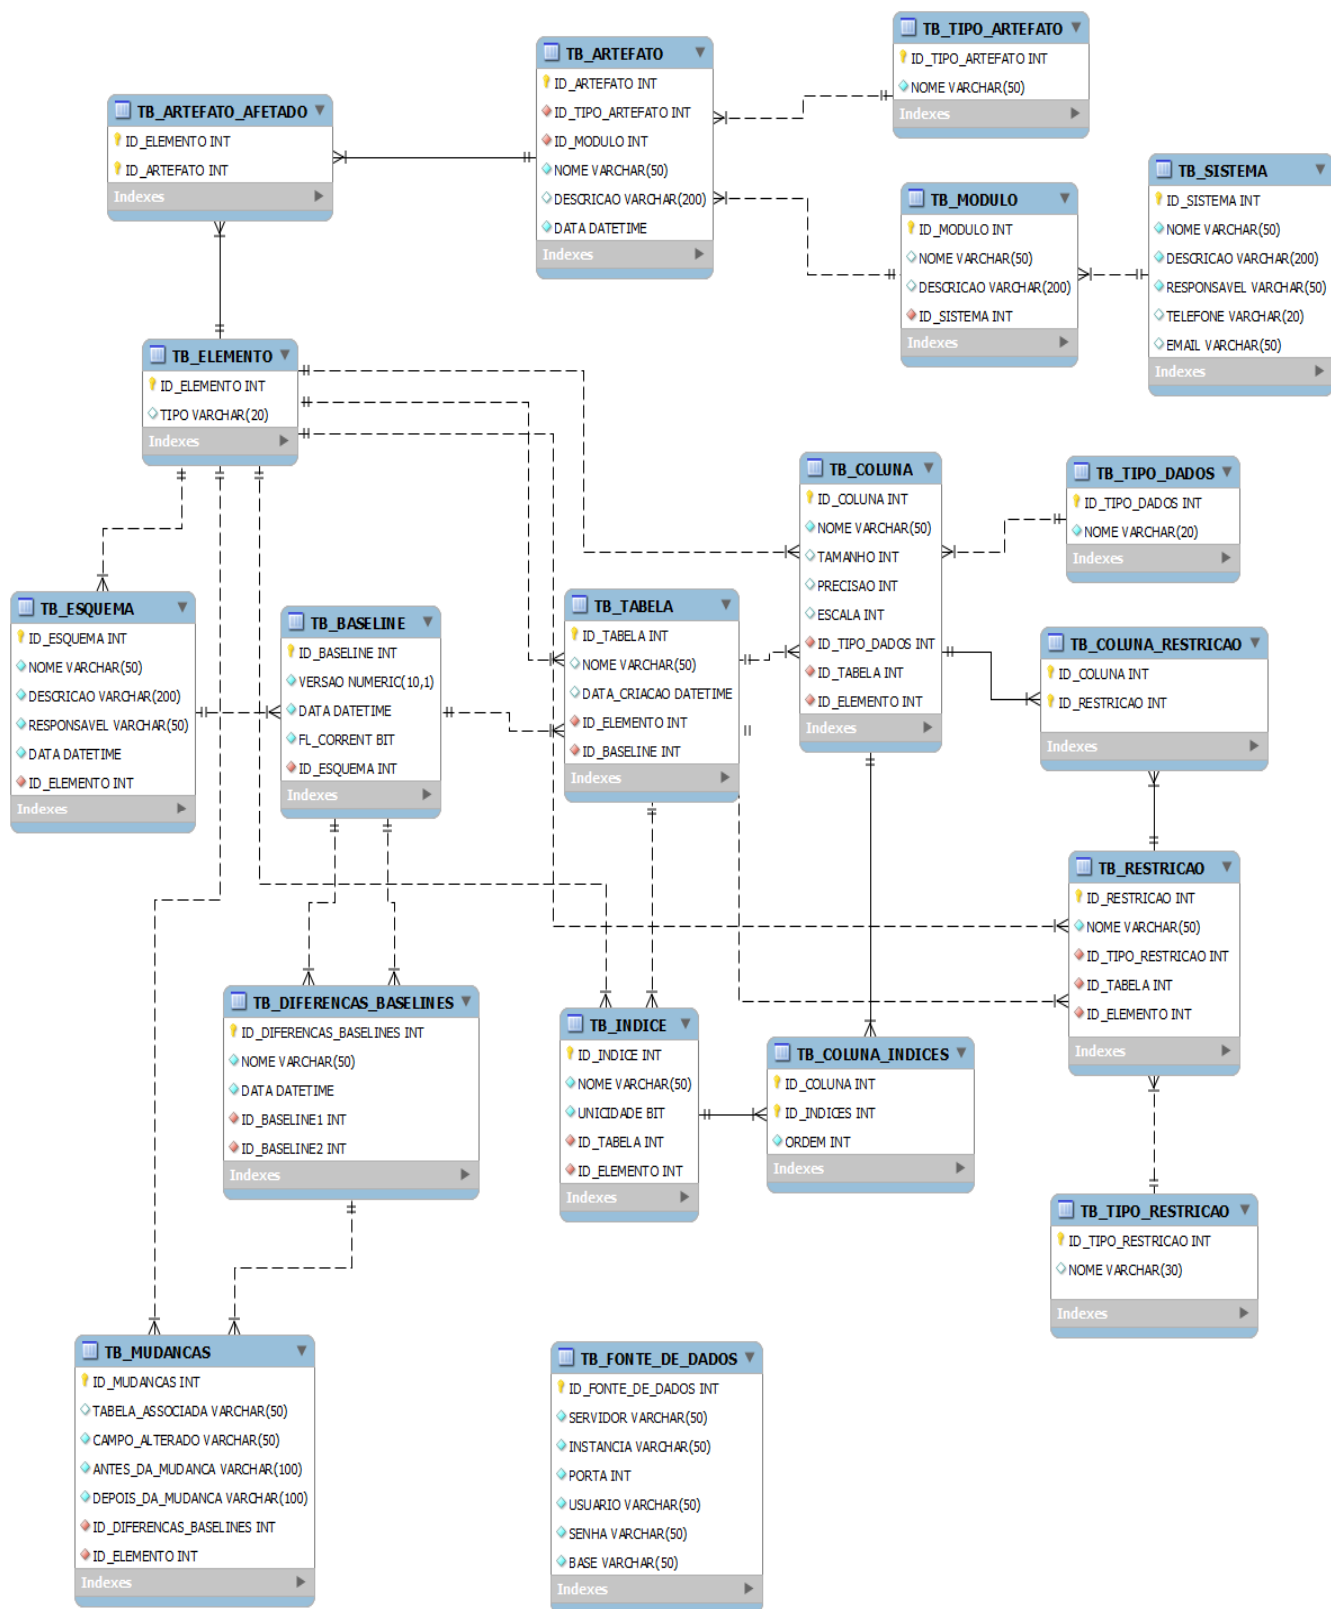 TB_ARTEFATO_AFETADO
ID_ELEMENTO INT
ID_ARTEFATO INT
Indexes
TB_ARTEFATO
ID_ARTEFATO INT
ID_TIPO_ARTEFATO INT
ID_MODULO INT
NOME VARCHAR(50)
DESCRICAO VARCHAR(200)
DATA DATETIME
Indexes
TB_TIPO_ARTEFATO
ID_TIPO_ARTEFATO INT
NOME VARCHAR(50)
Indexes
TB_MODULO
ID_MODULO INT
NOME VARCHAR(50)
DESCRICAO VARCHAR(200)
ID_SISTEMA INT
Indexes
TB_SISTEMA
ID_SISTEMA INT
NOME VARCHAR(50)
DESCRICAO VARCHAR(200)
RESPONSAVEL VARCHAR(50)
TELEFONE VARCHAR(20)
EMAIL VARCHAR(50)
Indexes
TB_ELEMENTO
ID_ELEMENTO INT
TIPO VARCHAR(20)
Indexes
TB_COLUNA
ID_COLUNA INT
NOME VARCHAR(50)
TAMANHO INT
PRECISAO INT
ESCALA INT
ID_TIPO_DADOS INT
ID_TABELA INT
ID_ELEMENTO INT
Indexes
TB_TIPO_DADOS
ID_TIPO_DADOS INT
NOME VARCHAR(20)
Indexes
TB_ESQUEMA
ID_ESQUEMA INT
NOME VARCHAR(50)
DESCRICAO VARCHAR(200)
RESPONSAVEL VARCHAR(50)
DATA DATETIME
ID_ELEMENTO INT
Indexes
TB_BASELINE
ID_BASELINE INT
VERSAO NUMERIC(10,1)
DATA DATETIME
FL_CORRENT BIT
ID_ESQUEMA INT
Indexes
TB_TABELA
ID_TABELA INT
NOME VARCHAR(50)
DATA_CRIACAO DATETIME
ID_ELEMENTO INT
ID_BASELINE INT
Indexes
TB_COLUNA_RESTRICAO
ID_COLUNA INT
ID_RESTRICAO INT
Indexes
TB_RESTRICAO
ID_RESTRICAO INT
NOME VARCHAR(50)
ID_TIPO_RESTRICAO INT
ID_TABELA INT
ID_ELEMENTO INT
Indexes
TB_DIFERENCAS_BASELINES
ID_DIFERENCAS_BASELINES INT
NOME VARCHAR(50)
DATA DATETIME
ID_BASELINE1 INT
ID_BASELINE2 INT
Indexes
TB_INDICE
ID_INDICE INT
NOME VARCHAR(50)
UNICIDADE BIT
ID_TABELA INT
ID_ELEMENTO INT
Indexes
TB_COLUNA_INDICES
ID_COLUNA INT
ID_INDICES INT
ORDEM INT
Indexes
TB_TIPO_RESTRICAO
ID_TIPO_RESTRICAO INT
NOME VARCHAR(30)
Indexes
TB_MUDANCAS
ID_MUDANCAS INT
TABELA_ASSOCIADA VARCHAR(50)
CAMPO_ALTERADO VARCHAR(50)
ANTES_DA_MUDANCA VARCHAR(100)
DEPOIS_DA_MUDANCA VARCHAR(100)
ID_DIFERENCAS_BASELINES INT
ID_ELEMENTO INT
Indexes
TB_FONTE_DE_DADOS
ID_FONTE_DE_DADOS INT
SERVIDOR VARCHAR(50)
INSTANCIA VARCHAR(50)
PORTA INT
USUARIO VARCHAR(50)
SENHA VARCHAR(50)
BASE VARCHAR(50)
Indexes